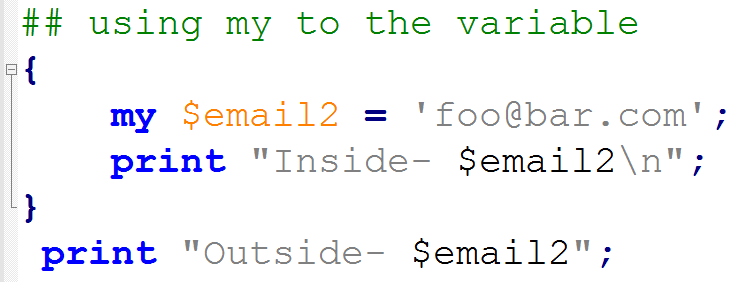 ## using my to the variable
{
my $email2 = 'foo@bar.com';
print "Inside- $email2\n";
}
print "Outside- $email2";